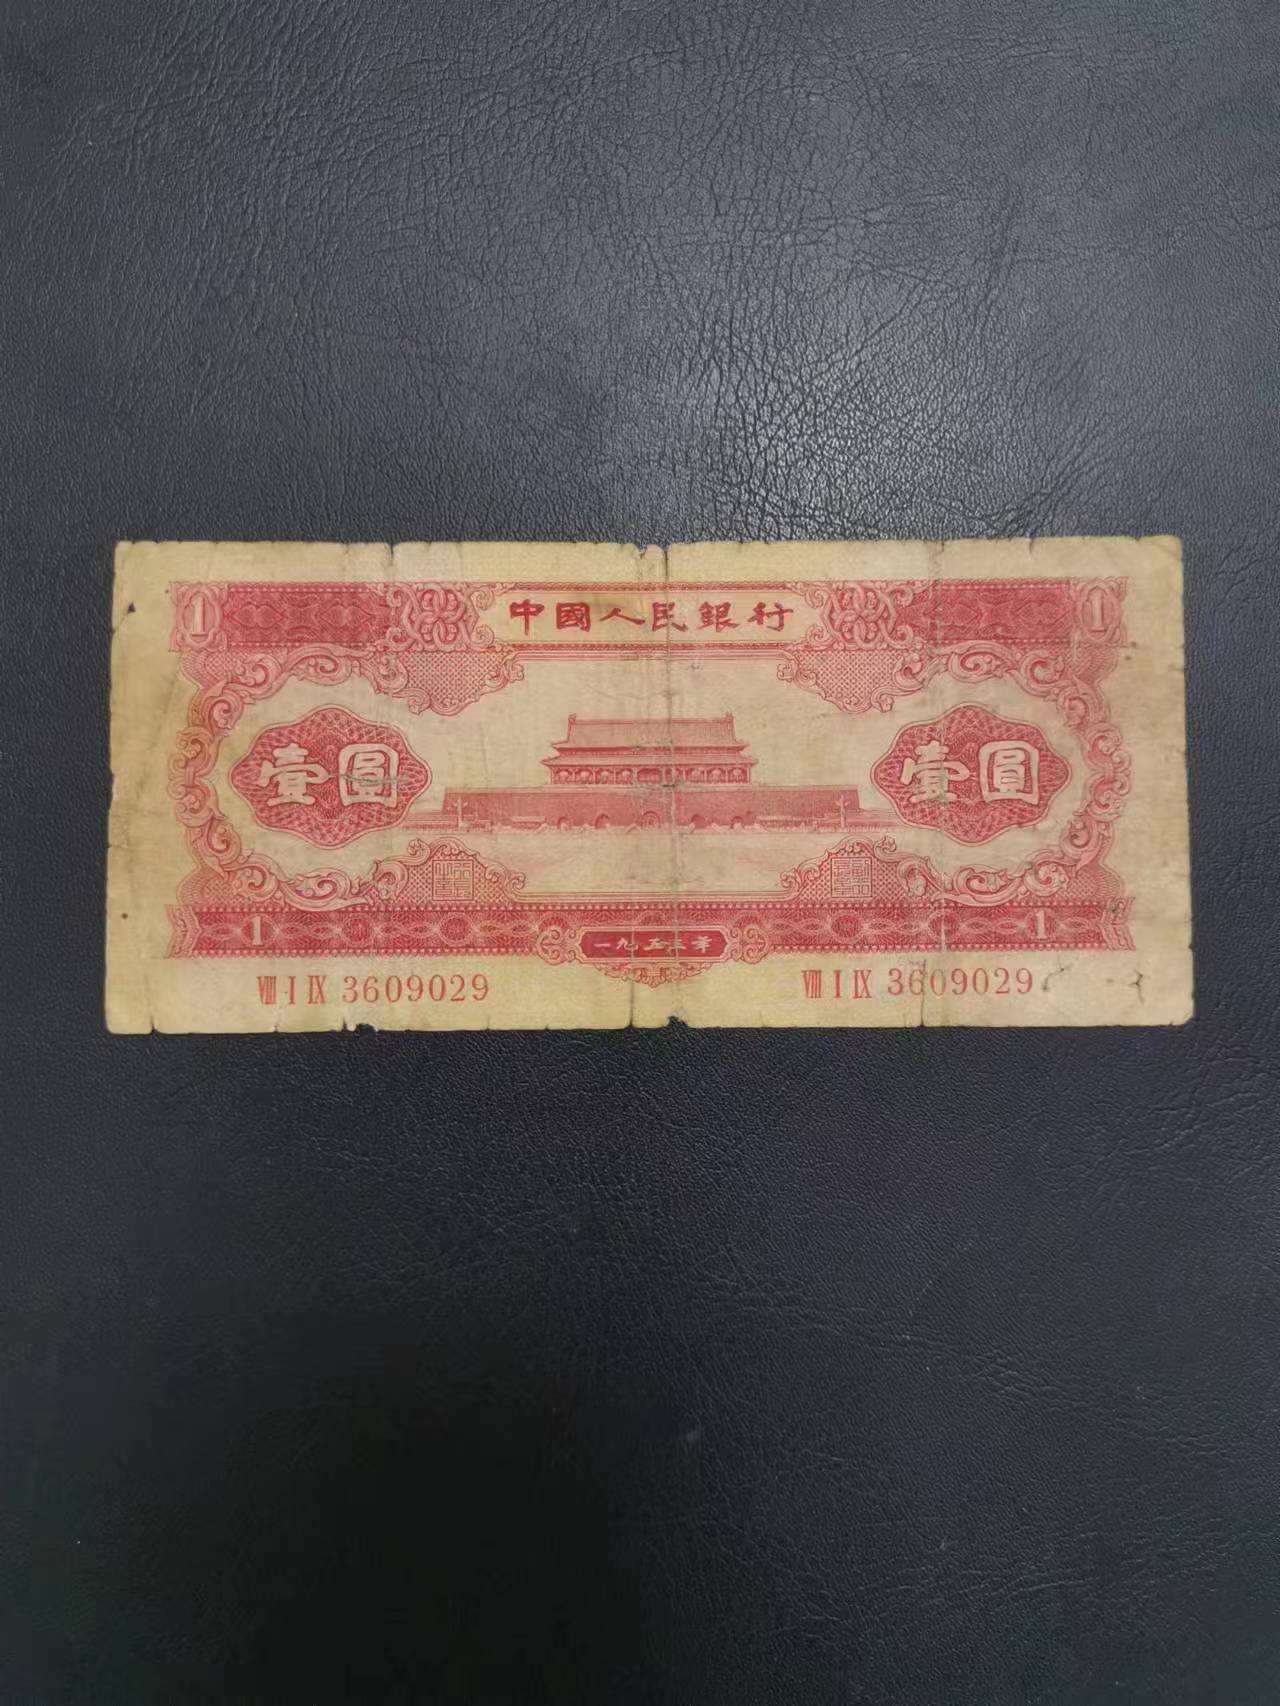 1 中國人民銀行 1
壹圓 壹圓
1 一九五三年 1
Ⅷ Ⅰ Ⅸ 3609029 Ⅷ Ⅰ Ⅸ 3609029